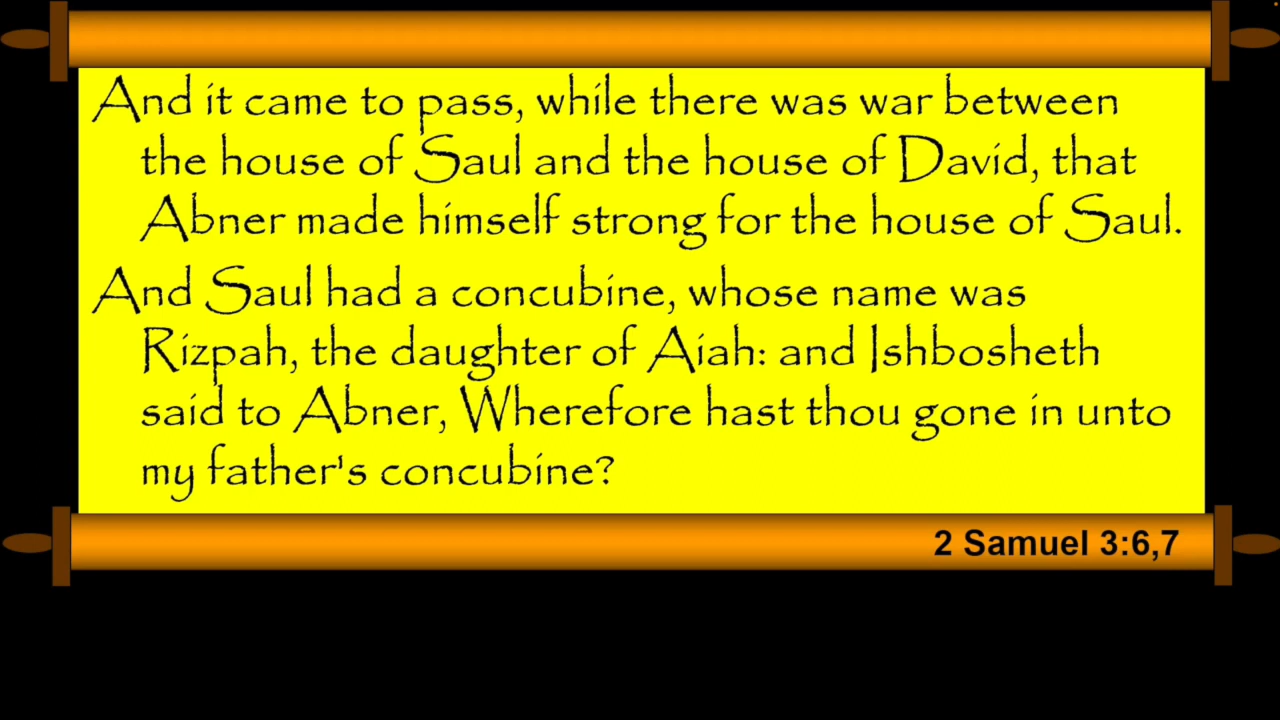 And it came to pass, while there was war between
the house of Saul and the house of David, that
Abner made himself strong for the house of Saul.
And Saul had a concubine, whose name was
Rizpah, the daughter of Aiah: and Ishbosheth
said to Abner, Wherefore hast thou gone in unto
my father's concubine?
2 Samuel 3:6,7